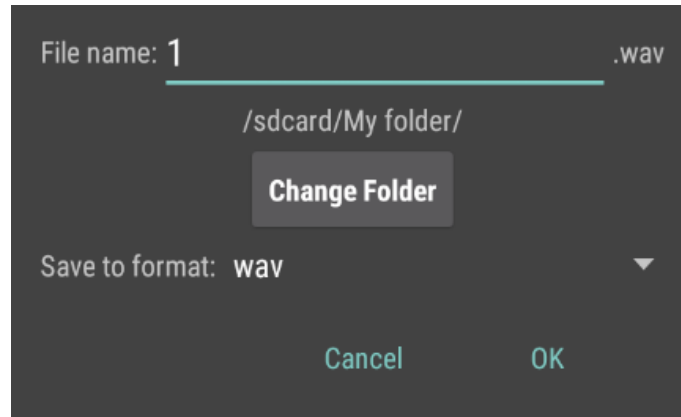 File name: 1 .wav
/sdcard/My folder/
Change Folder
Save to format: wav
Cancel OK